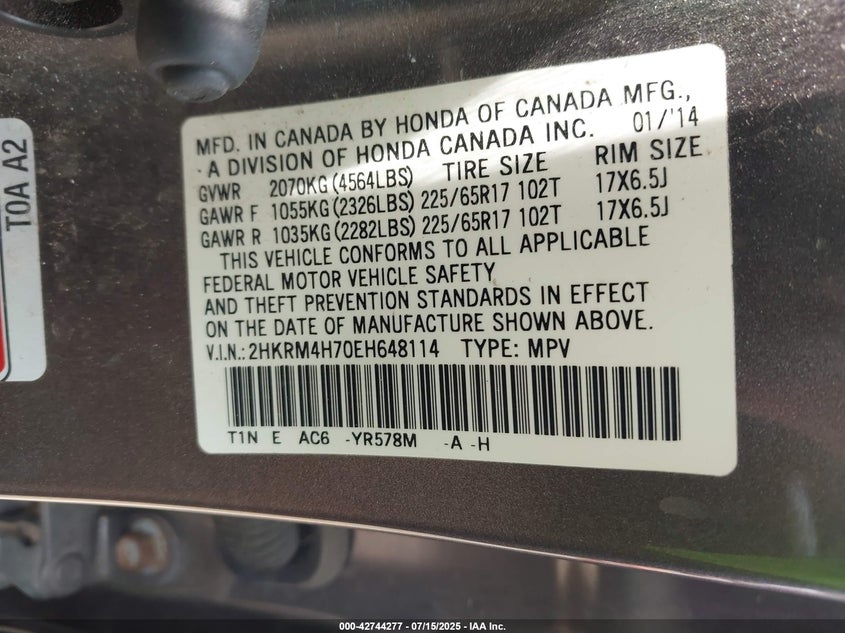 T0A A2
MFD. IN CANADA BY HONDA OF CANADA MFG.,
- A DIVISION OF HONDA CANADA INC. 01/'14
GVWR 2070KG (4564LBS) TIRE SIZE RIM SIZE
GAWR F 1055KG (2326LBS) 225/65R17 102T 17X6.5J
GAWR R 1035KG (2282LBS) 225/65R17 102T 17X6.5J
THIS VEHICLE CONFORMS TO ALL APPLICABLE
FEDERAL MOTOR VEHICLE SAFETY
AND THEFT PREVENTION STANDARDS IN EFFECT
ON THE DATE OF MANUFACTURE SHOWN ABOVE.
V.I.N.: 2HKRM4H70EH648114 TYPE: MPV
T1N E AC6 -YR578M -A -H
000-42744277 - 07/15/2025 - IAA Inc.